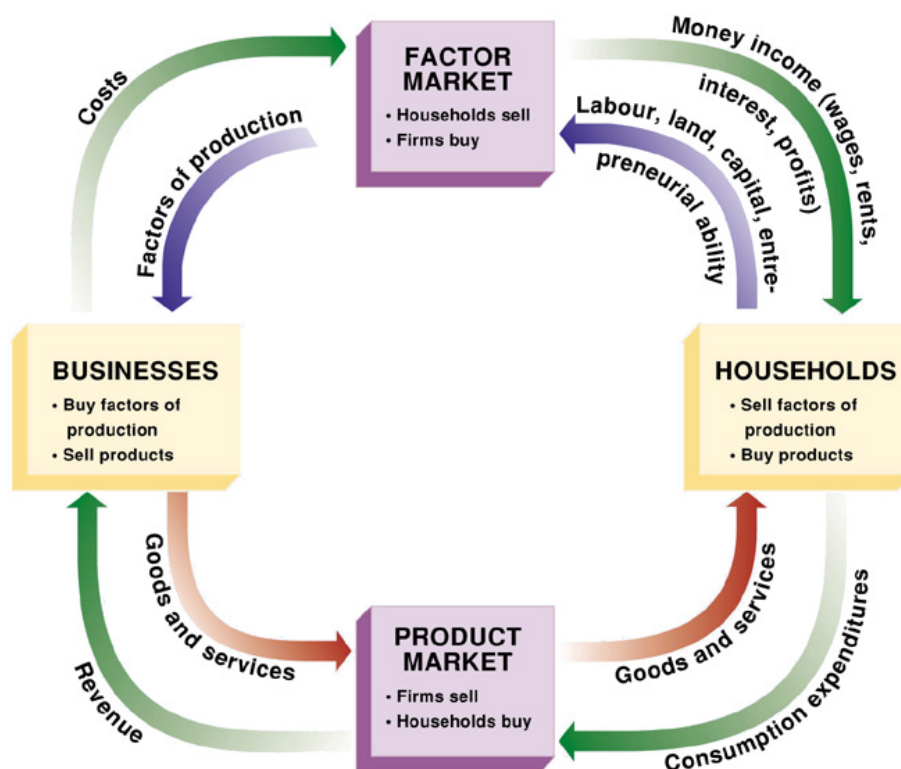 Costs
FACTOR
MARKET
• Households sell
• Firms buy
Money income (wages, rents,
interest, profits)
Factors of production
Labour, land, capital, entre-
preneurial ability
BUSINESSES
• Buy factors of
production
• Sell products
HOUSEHOLDS
• Sell factors of
production
• Buy products
Goods and services
Revenue
PRODUCT
MARKET
• Firms sell
• Households buy
Goods and services
Consumption expenditures